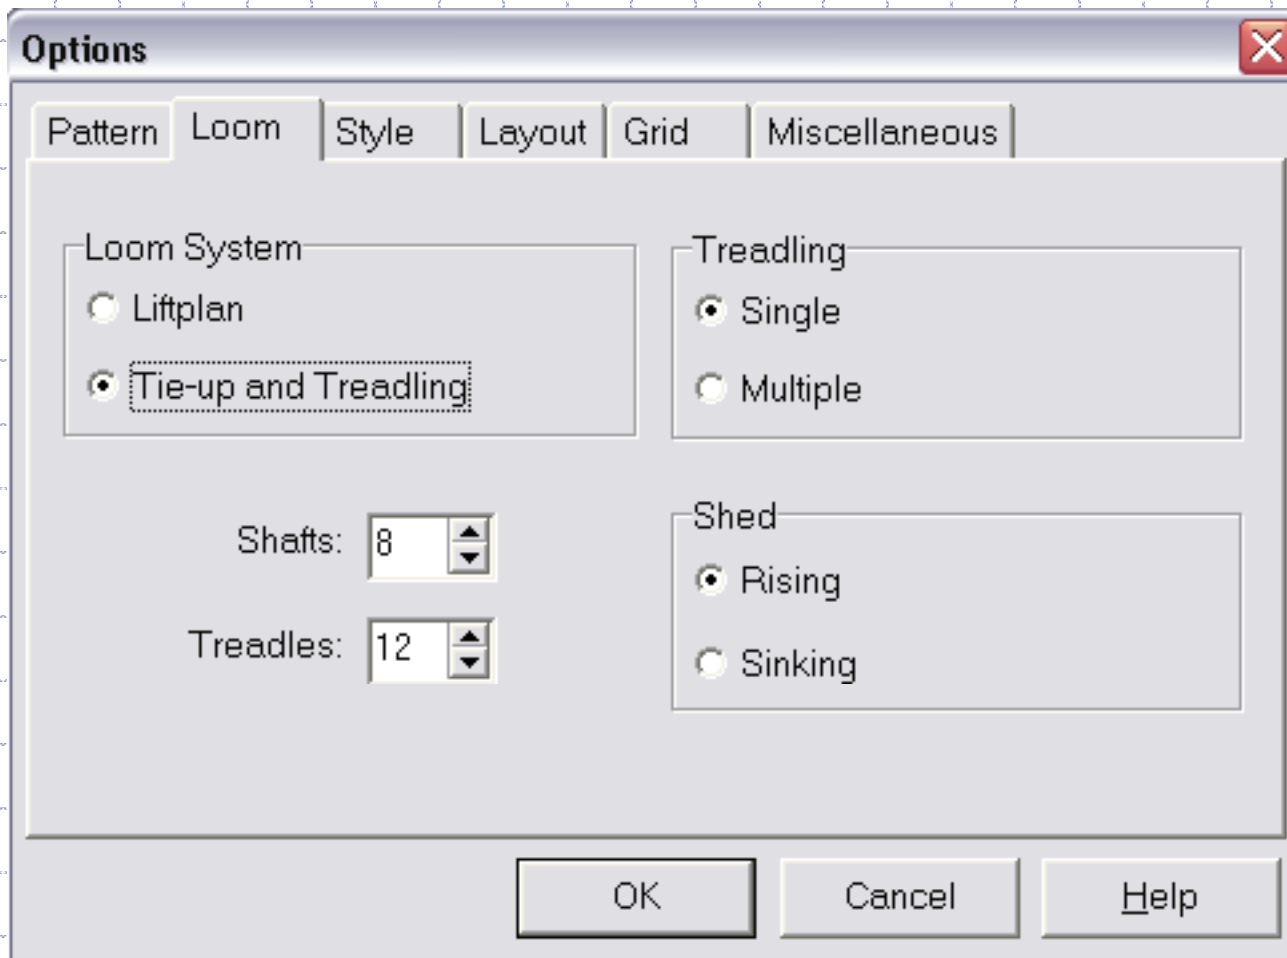 Options
Pattern Loom Style Layout Grid Miscellaneous
Loom System
Liftplan
Tie-up and Treadling
Treadling
Single
Multiple
Shafts: 8
Treadles: 12
Shed
Rising
Sinking
OK Cancel Help